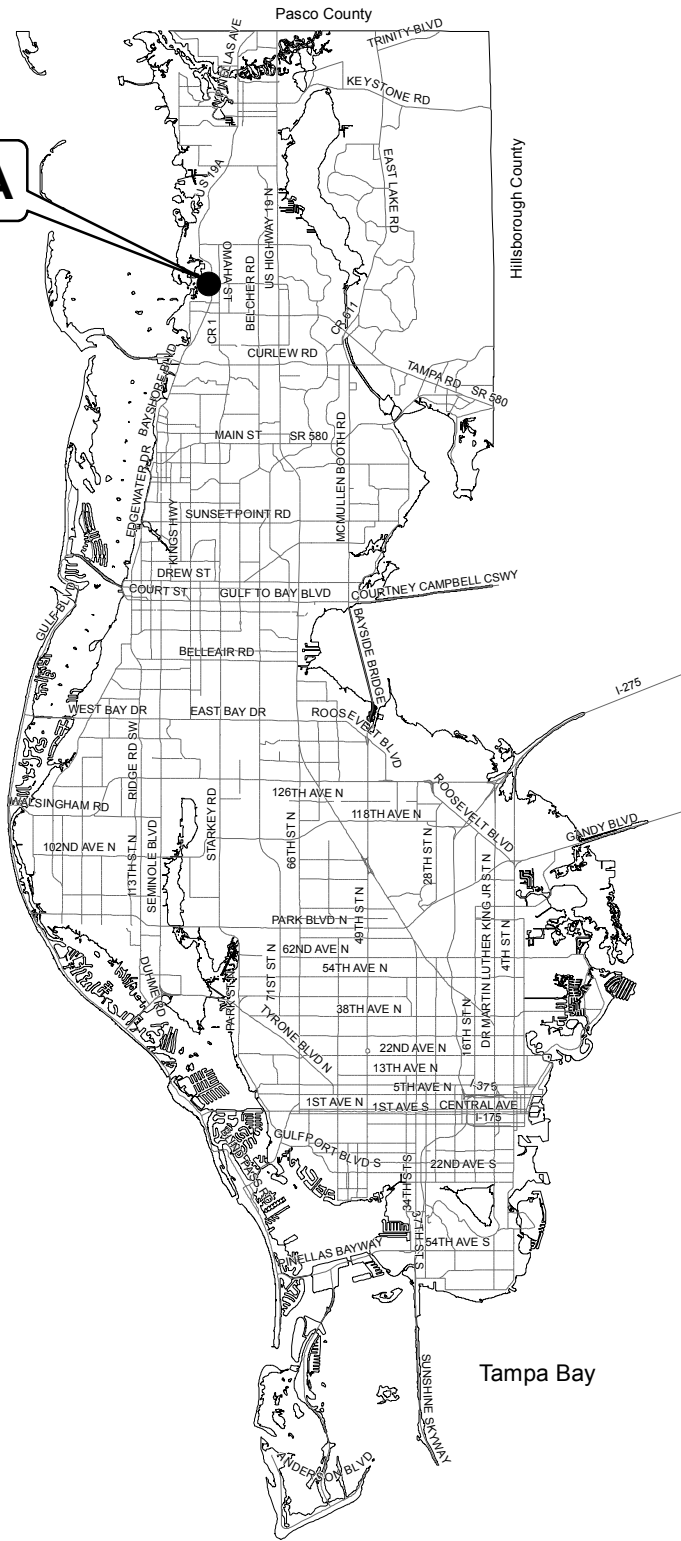 Pasco County
TRINITY BLVD
PINELLAS AVE
KEYSTONE RD
Hillsborough County
EAST LAKE RD
US 19A
A
US HIGHWAY 19 N
OMAHA ST
BELCHER RD
CR 1
CR 611
CURLEW RD
TAMPA RD
SR 580
BAYSHORE BLVD
MAIN ST
SR 580
MCMULLEN BOOTH RD
EDGEWATER DR
KINGS HWY
SUNSET POINT RD
DREW ST
COURT ST
GULF TO BAY BLVD
COURTNEY CAMPBELL CSWY
GULF BLVD
BAYSIDE BRIDGE
BELLEAIR RD
I-275
WEST BAY DR
EAST BAY DR
ROOSEVELT BLVD
RIDGE RD SW
WALSINGHAM RD
126TH AVE N
ROOSEVELT BLVD
118TH AVE N
STARKEY RD
GANDY BLVD
102ND AVE N
113TH ST N
SEMINOLE BLVD
66TH ST N
28TH ST N
49TH ST N
DR MARTIN LUTHER KING JR ST N
4TH ST N
PARK BLVD N
62ND AVE N
54TH AVE N
71ST ST N
DUHME RD
PARK ST N
TYRONE BLVD N
38TH AVE N
16TH ST N
22ND AVE N
13TH AVE N
5TH AVE N
I-375
1ST AVE N
1ST AVE S
CENTRAL AVE
I-175
GULFPORT BLVD S
22ND AVE S
34TH ST S
37TH ST S
54TH AVE S
PINELLAS BAYWAY
Tampa Bay
SUNSHINE SKYWAY
ANDERSON BLVD